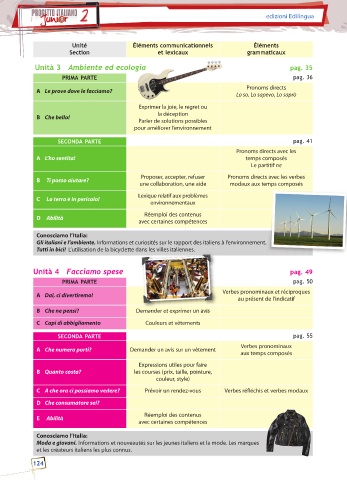 PROGETTO ITALIANO
Junior 2
edizioni Edilingua
Unité
Section
Éléments communicationnels
et lexicaux
Éléments
grammaticaux
Unità 3 Ambiente ed ecologia pag. 35
PRIMA PARTE pag. 36
A Le prove dove le facciamo?
Pronoms directs
Lo so, Lo sapevo, Lo saprò
B Che bello!
Exprimer la joie, le regret ou
la déception
Parler de solutions possibles
pour améliorer l'environnement
SECONDA PARTE pag. 41
A L'ho sentita!
Pronoms directs avec les
temps composés
Le partitif ne
B Ti posso aiutare?
Proposer, accepter, refuser
une collaboration, une aide
Pronoms directs avec les verbes
modaux aux temps composés
C La terra è in pericolo!
Lexique relatif aux problèmes
environnementaux
D Abilità
Réemploi des contenus
avec certaines compétences
Conosciamo l'Italia:
Gli italiani e l'ambiente. Informations et curiosités sur le rapport des italiens à l'environnement.
Tutti in bici! L'utilisation de la bicyclette dans les villes italiennes.
Unità 4 Facciamo spese pag. 49
PRIMA PARTE pag. 50
A Dai, ci divertiremo!
Verbes pronominaux et réciproques
au présent de l'indicatif
B Che ne pensi? Demander et exprimer un avis
C Capi di abbigliamento Couleurs et vêtements
SECONDA PARTE pag. 55
A Che numero porti? Demander un avis sur un vêtement
Verbes pronominaux
aux temps composés
B Quanto costa?
Expressions utiles pour faire
les courses (prix, taille, pointure,
couleur, style)
C A che ora ci possiamo vedere? Prévoir un rendez-vous Verbes réfléchis et verbes modaux
D Che consumatore sei?
E Abilità
Réemploi des contenus
avec certaines compétences
Conosciamo l'Italia:
Moda e giovani. Informations et nouveautés sur les jeunes italiens et la mode. Les marques
et les créateurs italiens les plus connus.
124